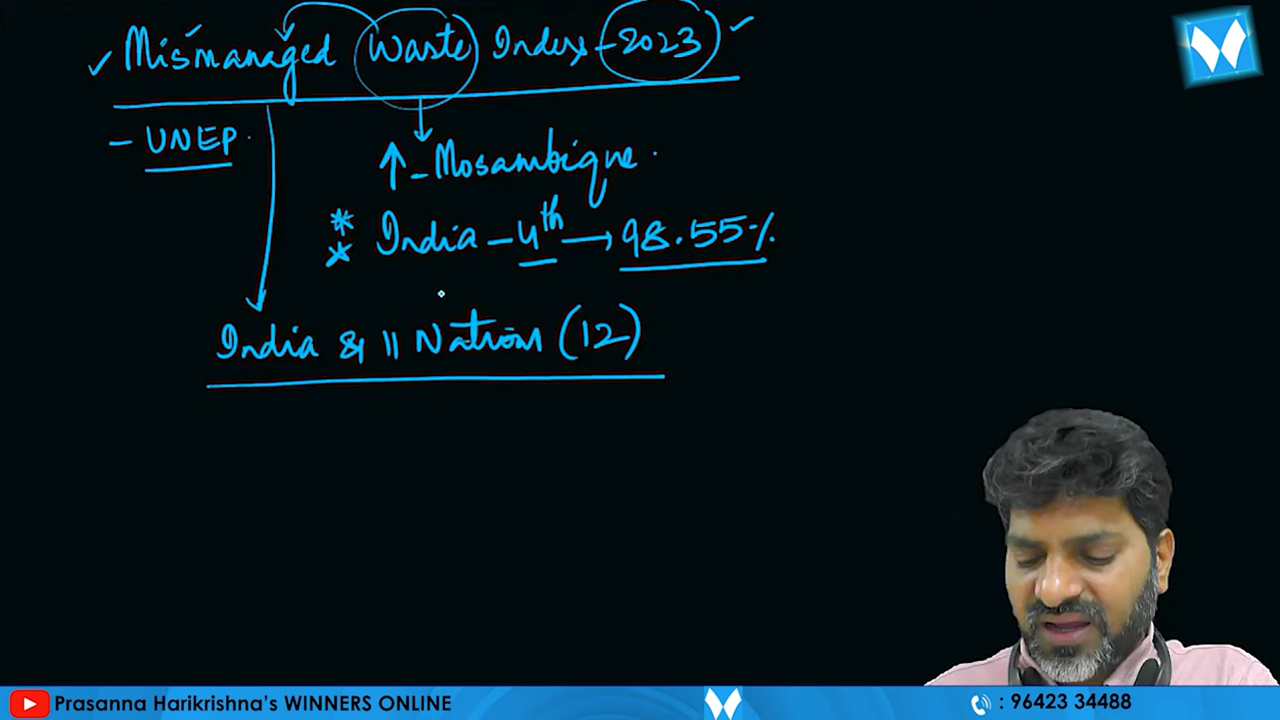 ✓ Mismanaged Waste Index - 2023 ✓
- UNEP.
↑ - Mosambique.
* India - 4th → 98.55%
*
India & 11 Nations (12)
Prasanna Harikrishna's WINNERS ONLINE
: 96423 34488